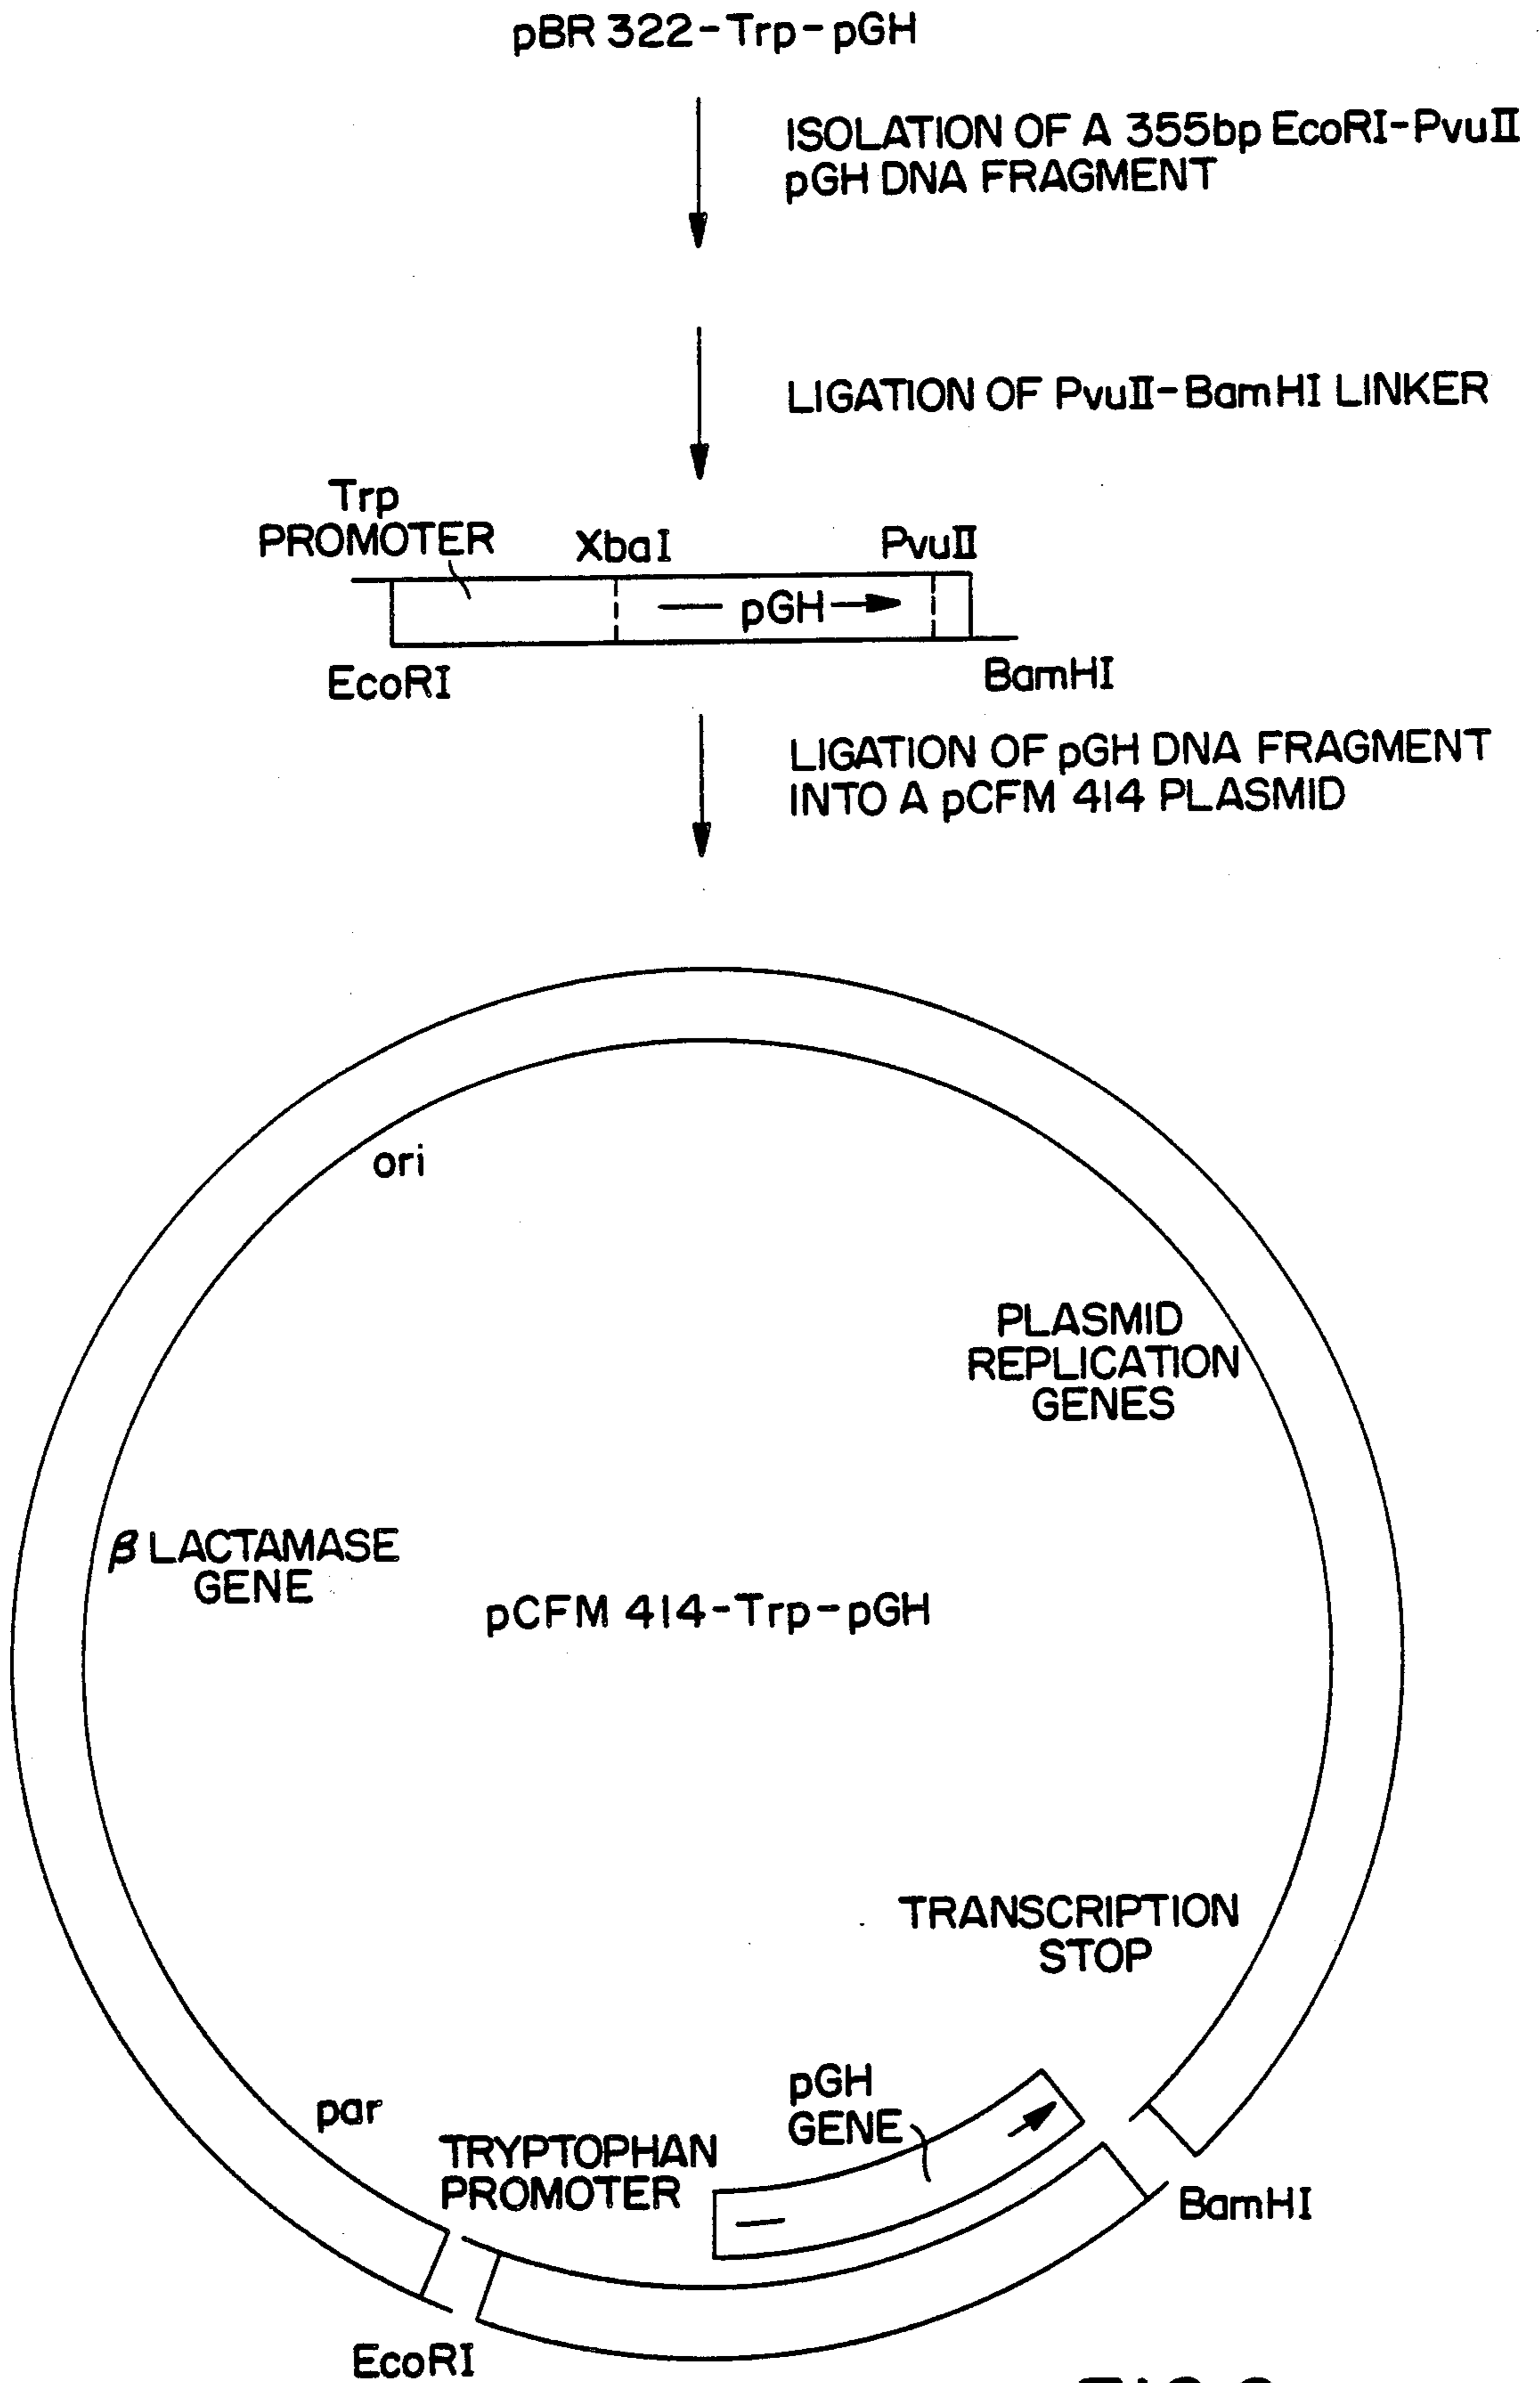 pBR 322-Trp-pGH
ISOLATION OF A 355bp EcoRI-PvuII
pGH DNA FRAGMENT
LIGATION OF PvuII-BamHI LINKER
Trp
PROMOTER
XbaI
PvuII
pGH
EcoRI
BamHI
LIGATION OF pGH DNA FRAGMENT
INTO A pCFM 414 PLASMID
ori
PLASMID
REPLICATION
GENES
β LACTAMASE
GENE
pCFM 414-Trp-pGH
TRANSCRIPTION
STOP
pGH
GENE
par
TRYPTOPHAN
PROMOTER
BamHI
EcoRI